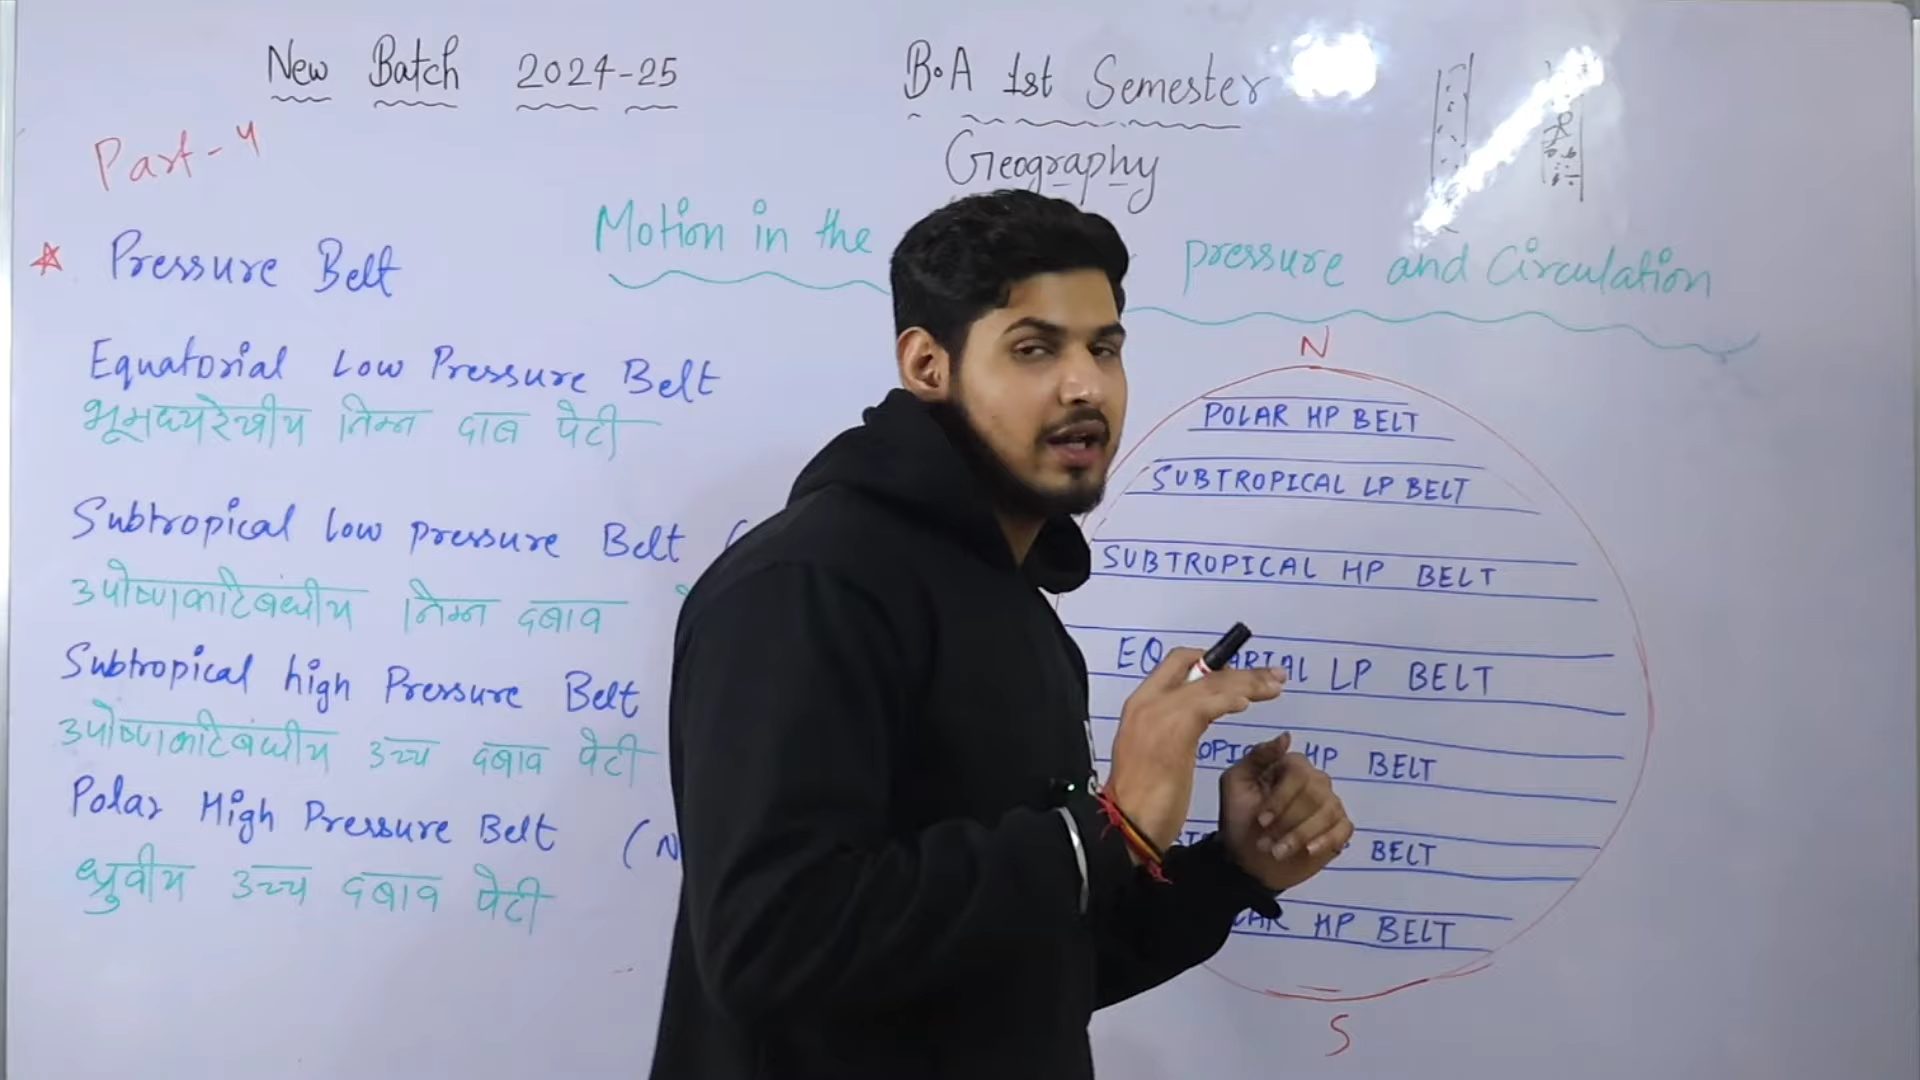 New Batch 2024-25
B.A 1st Semester
Geography
Part-4
Motion in the pressure and Circulation
Pressure Belt
Equatorial Low Pressure Belt
भूमध्यरेखीय निम्न दाब पेटी
Subtropical low pressure Belt (
उपोष्णकटिबंधीय निम्न दबाव
Subtropical high Pressure Belt
उपोष्णकटिबंधीय उच्च दबाव पेटी
Polar High Pressure Belt (N
ध्रुवीय उच्च दबाव पेटी
N
POLAR HP BELT
SUBTROPICAL LP BELT
SUBTROPICAL HP BELT
LP BELT
HP BELT
BELT
HP BELT
S